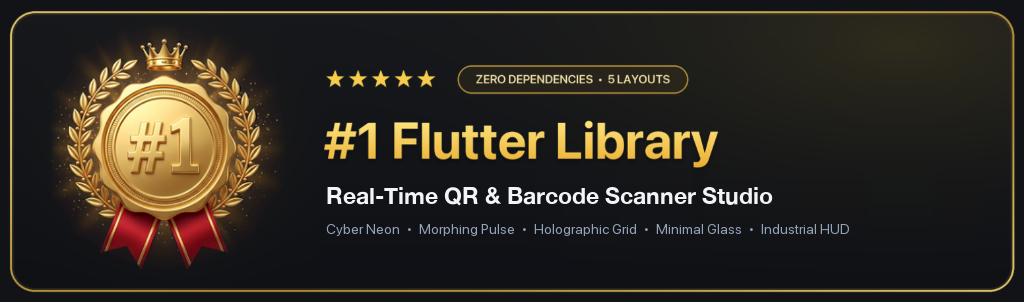 #1
ZERO DEPENDENCIES • 5 LAYOUTS
#1 Flutter Library
Real-Time QR & Barcode Scanner Studio
Cyber Neon • Morphing Pulse • Holographic Grid • Minimal Glass • Industrial HUD